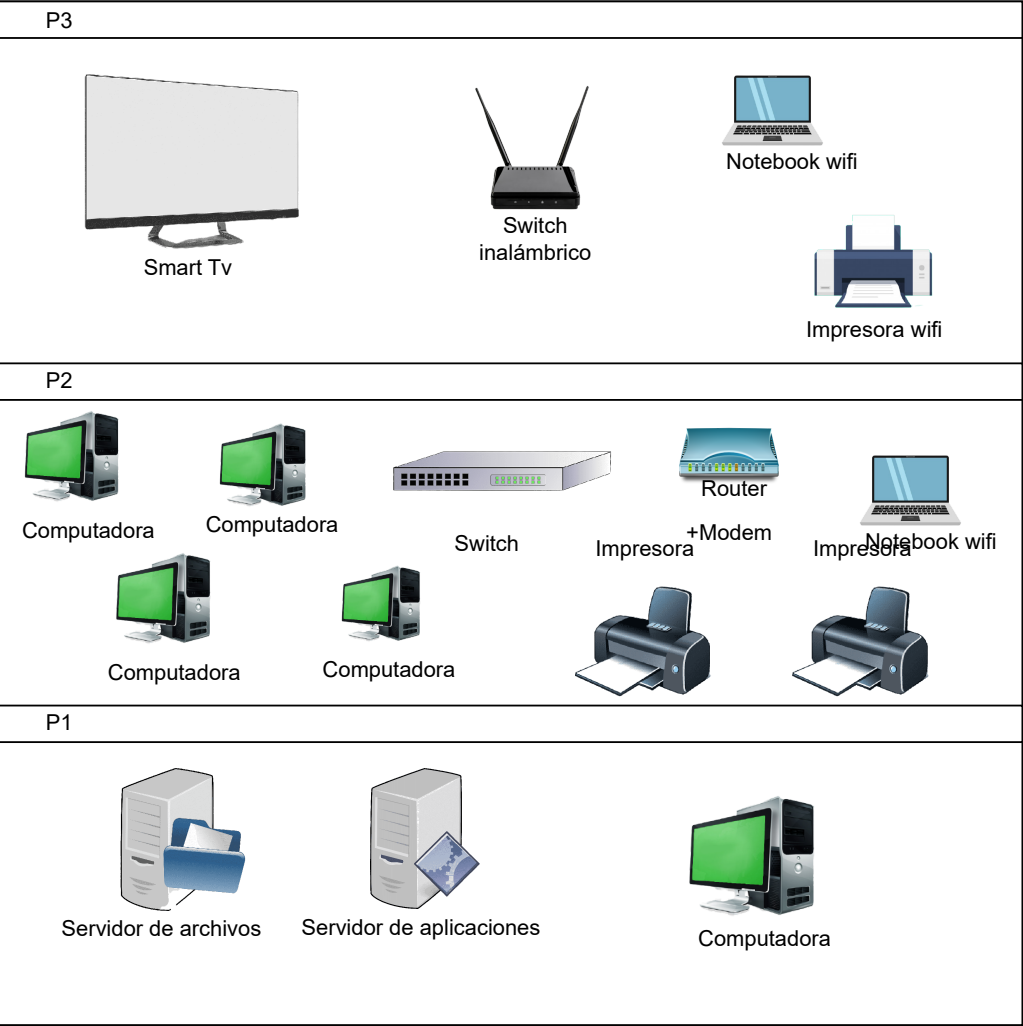 P3
Smart Tv
Switch
inalámbrico
Notebook wifi
Impresora wifi
P2
Computadora
Computadora
Switch
Router
+Modem
Notebook wifi
Impresora
Impresora
Computadora
Computadora
P1
Servidor de archivos
Servidor de aplicaciones
Computadora